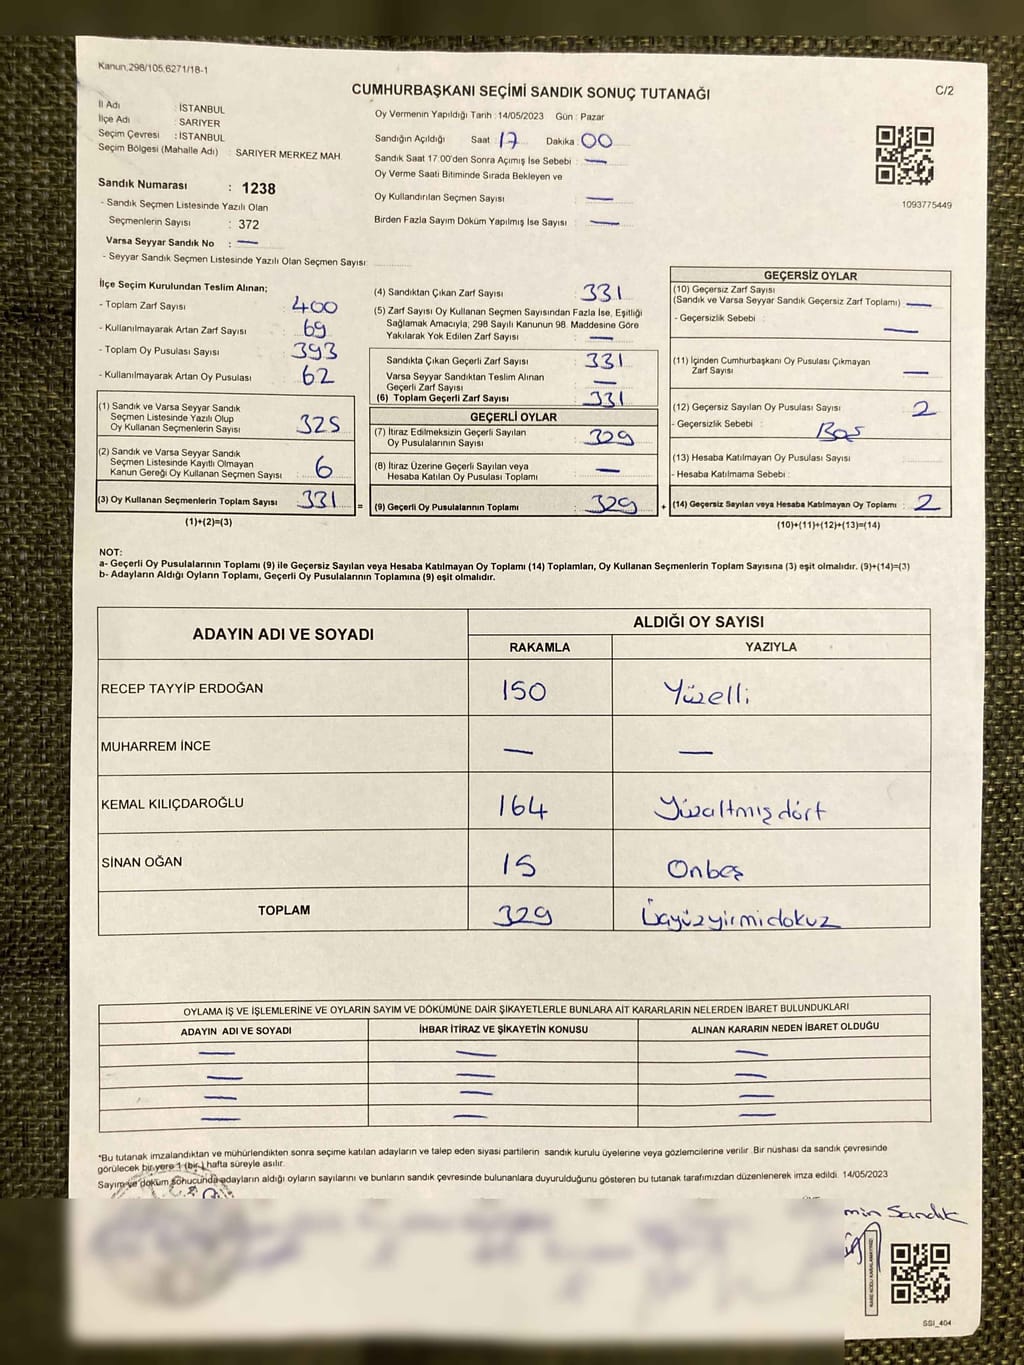 Kanun,298/105,6271/18-1
CUMHURBAŞKANI SEÇİMİ SANDIK SONUÇ TUTANAĞI
C/2
İl Adı : İSTANBUL
İlçe Adı : SARIYER
Seçim Çevresi : İSTANBUL
Seçim Bölgesi (Mahalle Adı) : SARIYER MERKEZ MAH.
Sandık Numarası : 1238
- Sandık Seçmen Listesinde Yazılı Olan
Seçmenlerin Sayısı : 372
Varsa Seyyar Sandık No : —
- Seyyar Sandık Seçmen Listesinde Yazılı Olan Seçmen Sayısı:
Oy Vermenin Yapıldığı Tarih : 14/05/2023 Gün : Pazar
Sandığın Açıldığı Saat : 17 Dakika : 00
Sandık Saat 17:00'den Sonra Açımış İse Sebebi : —
Oy Verme Saati Bitiminde Sırada Bekleyen ve
Oy Kullandırılan Seçmen Sayısı : —
Birden Fazla Sayım Döküm Yapılmış İse Sayısı : —
1093775449
İlçe Seçim Kurulundan Teslim Alınan;
- Toplam Zarf Sayısı : 400
- Kullanılmayarak Artan Zarf Sayısı : 69
- Toplam Oy Pusulası Sayısı : 393
- Kullanılmayarak Artan Oy Pusulası : 62
(1) Sandık ve Varsa Seyyar Sandık
Seçmen Listesinde Yazılı Olup
Oy Kullanan Seçmenlerin Sayısı : 325
(2) Sandık ve Varsa Seyyar Sandık
Seçmen Listesinde Kayıtlı Olmayan
Kanun Gereği Oy Kullanan Seçmen Sayısı : 6
(3) Oy Kullanan Seçmenlerin Toplam Sayısı : 331 =
(1)+(2)=(3)
(4) Sandıktan Çıkan Zarf Sayısı : 331
(5) Zarf Sayısı Oy Kullanan Seçmen Sayısından Fazla İse, Eşitliği
Sağlamak Amacıyla; 298 Sayılı Kanunun 98. Maddesine Göre
Yakılarak Yok Edilen Zarf Sayısı : —
Sandıkta Çıkan Geçerli Zarf Sayısı : 331
Varsa Seyyar Sandıktan Teslim Alınan
Geçerli Zarf Sayısı : —
(6) Toplam Geçerli Zarf Sayısı : 331
GEÇERLİ OYLAR
(7) İtiraz Edilmeksizin Geçerli Sayılan
Oy Pusulalarının Sayısı : 329
(8) İtiraz Üzerine Geçerli Sayılan veya
Hesaba Katılan Oy Pusulası Toplamı : —
(9) Geçerli Oy Pusulalarının Toplamı : 329 +
GEÇERSİZ OYLAR
(10) Geçersiz Zarf Sayısı
(Sandık ve Varsa Seyyar Sandık Geçersiz Zarf Toplamı) : —
- Geçersizlik Sebebi : —
(11) İçinden Cumhurbaşkanı Oy Pusulası Çıkmayan
Zarf Sayısı : —
(12) Geçersiz Sayılan Oy Pusulası Sayısı : 2
- Geçersizlik Sebebi : Boş
(13) Hesaba Katılmayan Oy Pusulası Sayısı :
- Hesaba Katılmama Sebebi :
(14) Geçersiz Sayılan veya Hesaba Katılmayan Oy Toplamı : 2
(10)+(11)+(12)+(13)=(14)
NOT:
a- Geçerli Oy Pusulalarının Toplamı (9) ile Geçersiz Sayılan veya Hesaba Katılmayan Oy Toplamı (14) Toplamları, Oy Kullanan Seçmenlerin Toplam Sayısına (3) eşit olmalıdır. (9)+(14)=(3)
b- Adayların Aldığı Oyların Toplamı, Geçerli Oy Pusulalarının Toplamına (9) eşit olmalıdır.
ADAYIN ADI VE SOYADI ALDIĞI OY SAYISI
RAKAMLA YAZIYLA
RECEP TAYYİP ERDOĞAN 150 Yüzelli
MUHARREM İNCE — —
KEMAL KILIÇDAROĞLU 164 Yüzaltmışdört
SİNAN OĞAN 15 Onbeş
TOPLAM 329 Üçyüzyirmidokuz
OYLAMA İŞ VE İŞLEMLERİNE VE OYLARIN SAYIM VE DÖKÜMÜNE DAİR ŞİKAYETLERLE BUNLARA AİT KARARLARIN NELERDEN İBARET BULUNDUKLARI
ADAYIN ADI VE SOYADI İHBAR İTİRAZ VE ŞİKAYETİN KONUSU ALINAN KARARIN NEDEN İBARET OLDUĞU
— — —
— — —
— — —
— — —
*Bu tutanak imzalandıktan ve mühürlendikten sonra seçime katılan adayların ve talep eden siyasi partilerin sandık kurulu üyelerine veya gözlemcilerine verilir. Bir nüshası da sandık çevresinde
görülecek bir yere 1 (bir) hafta süreyle asılır.
Sayım ve döküm sonucunda adayların aldığı oyların sayılarını ve bunların sandık çevresinde bulunanlara duyurulduğunu gösteren bu tutanak tarafımızdan düzenlenerek imza edildi. 14/05/2023
min Sandık
KARE KODU KARALAMAYINIZ!
SSI_404